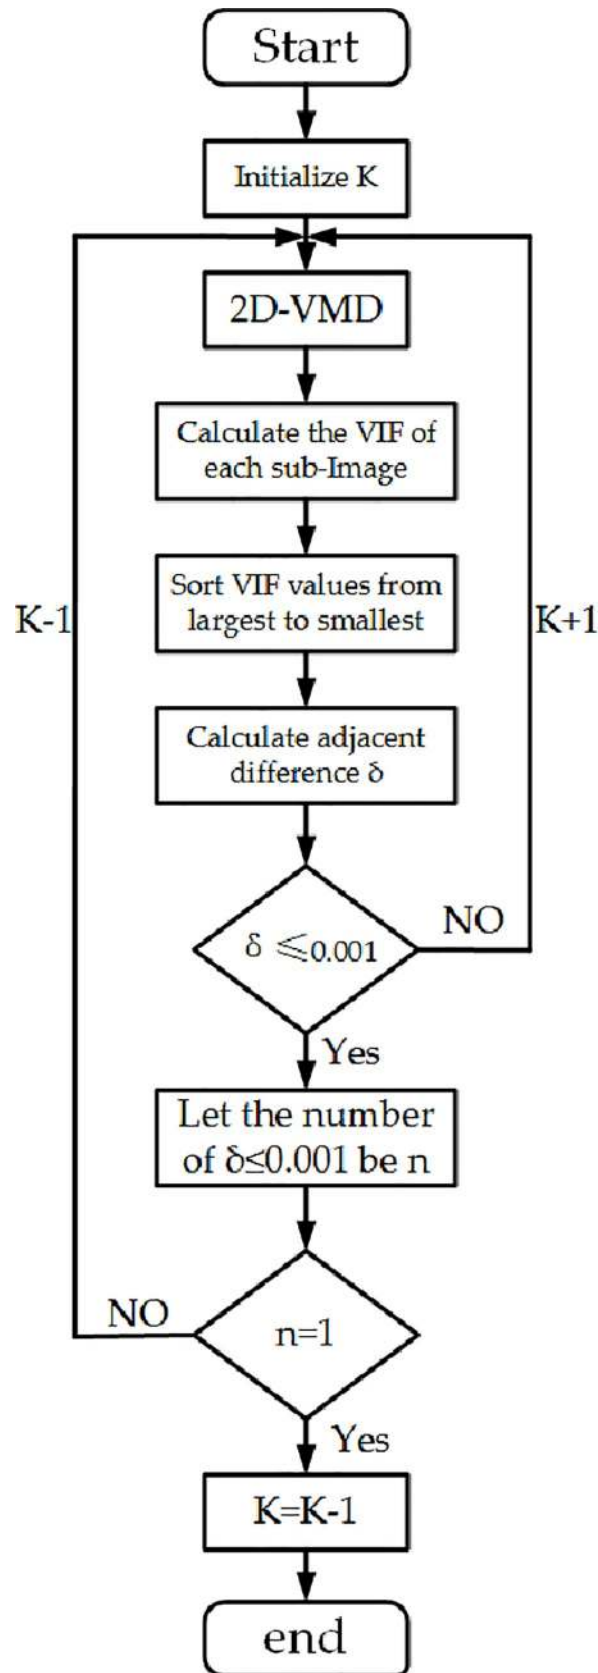 Start
Initialize K
2D-VMD
Calculate the VIF of
each sub-Image
Sort VIF values from
largest to smallest
K-1
K+1
Calculate adjacent
difference δ
δ ≤0.001
NO
Yes
Let the number
of δ≤0.001 be n
NO
n=1
Yes
K=K-1
end